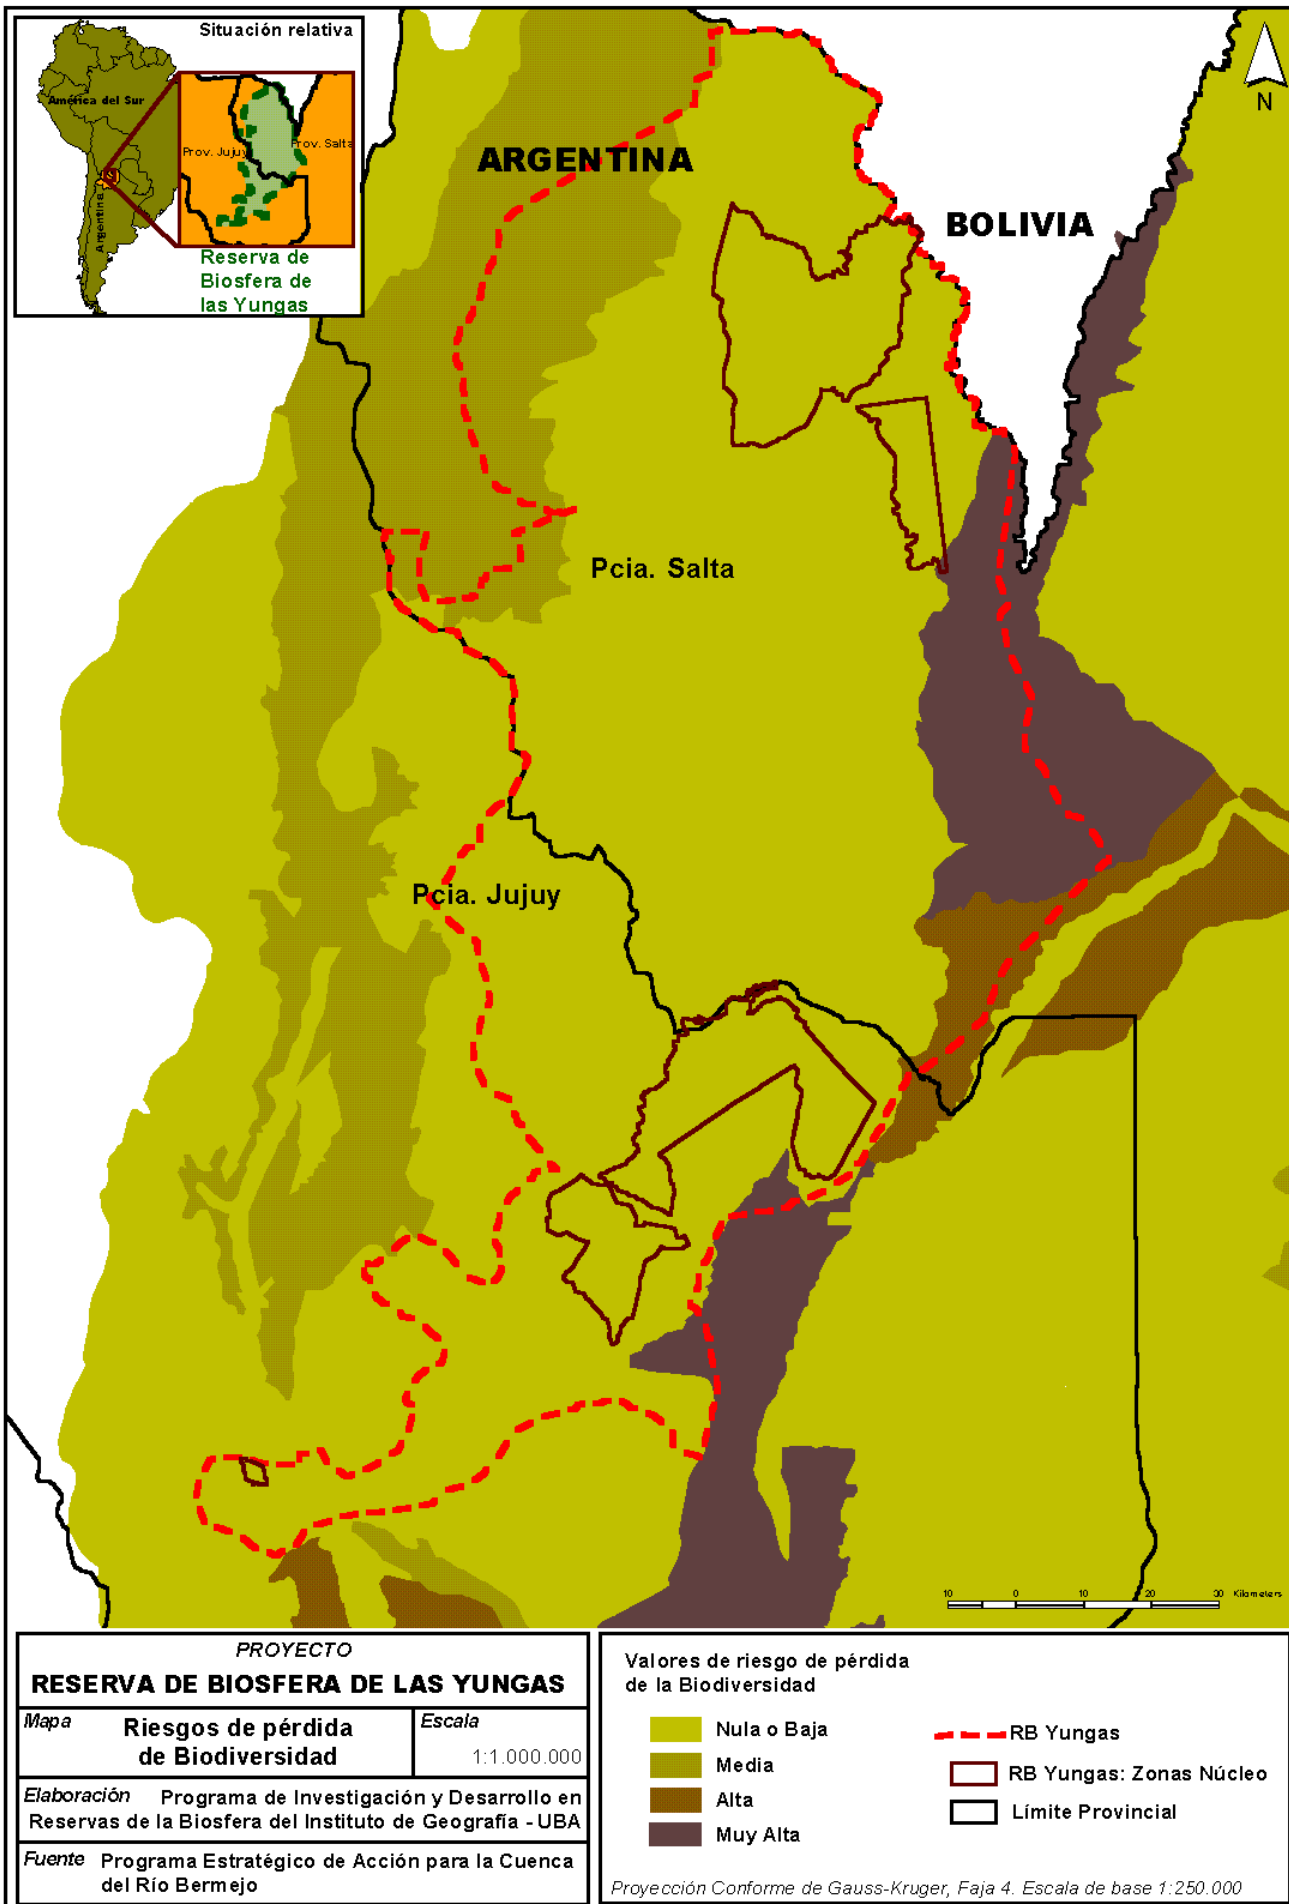 Situación relativa
América del Sur
Prov. Jujuy
Prov. Salta
Argentina
Reserva de
Biosfera de
las Yungas
N
ARGENTINA
BOLIVIA
Pcia. Salta
Pcia. Jujuy
10 0 10 20 30 Kilometers
PROYECTO
RESERVA DE BIOSFERA DE LAS YUNGAS
Mapa
Riesgos de pérdida
de Biodiversidad
Escala
1:1.000.000
Elaboración Programa de Investigación y Desarrollo en
Reservas de la Biosfera del Instituto de Geografía - UBA
Fuente Programa Estratégico de Acción para la Cuenca
del Río Bermejo
Valores de riesgo de pérdida
de la Biodiversidad
Nula o Baja
Media
Alta
Muy Alta
RB Yungas
RB Yungas: Zonas Núcleo
Límite Provincial
Proyección Conforme de Gauss-Kruger, Faja 4. Escala de base 1:250.000